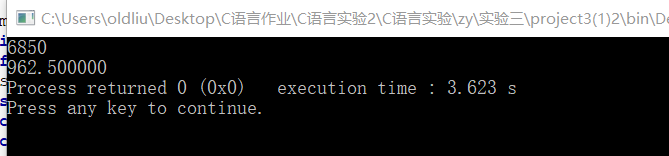 C:\Users\oldliu\Desktop\C语言作业\C语言实验2\C语言实验\zy\实验三\project3(1)2\bin\De
6850
962.500000
Process returned 0 (0x0)   execution time : 3.623 s
Press any key to continue.